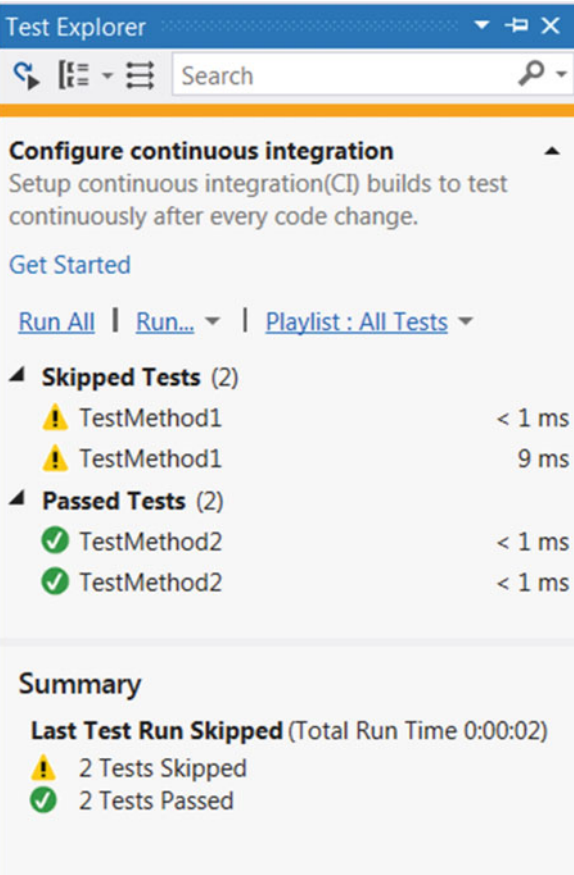 Test Explorer
Search
Configure continuous integration
Setup continuous integration(CI) builds to test
continuously after every code change.
Get Started
Run All | Run... | Playlist : All Tests
Skipped Tests (2)
TestMethod1 < 1 ms
TestMethod1 9 ms
Passed Tests (2)
TestMethod2 < 1 ms
TestMethod2 < 1 ms
Summary
Last Test Run Skipped (Total Run Time 0:00:02)
2 Tests Skipped
2 Tests Passed